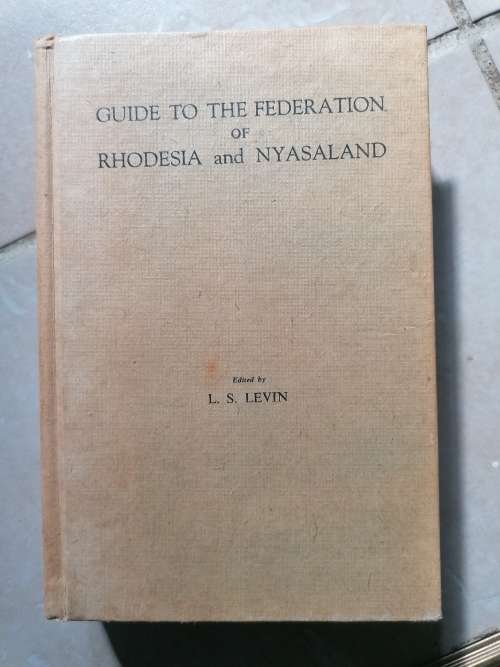 GUIDE TO THE FEDERATION
OF
RHODESIA and NYASALAND
Edited by
L. S. LEVIN